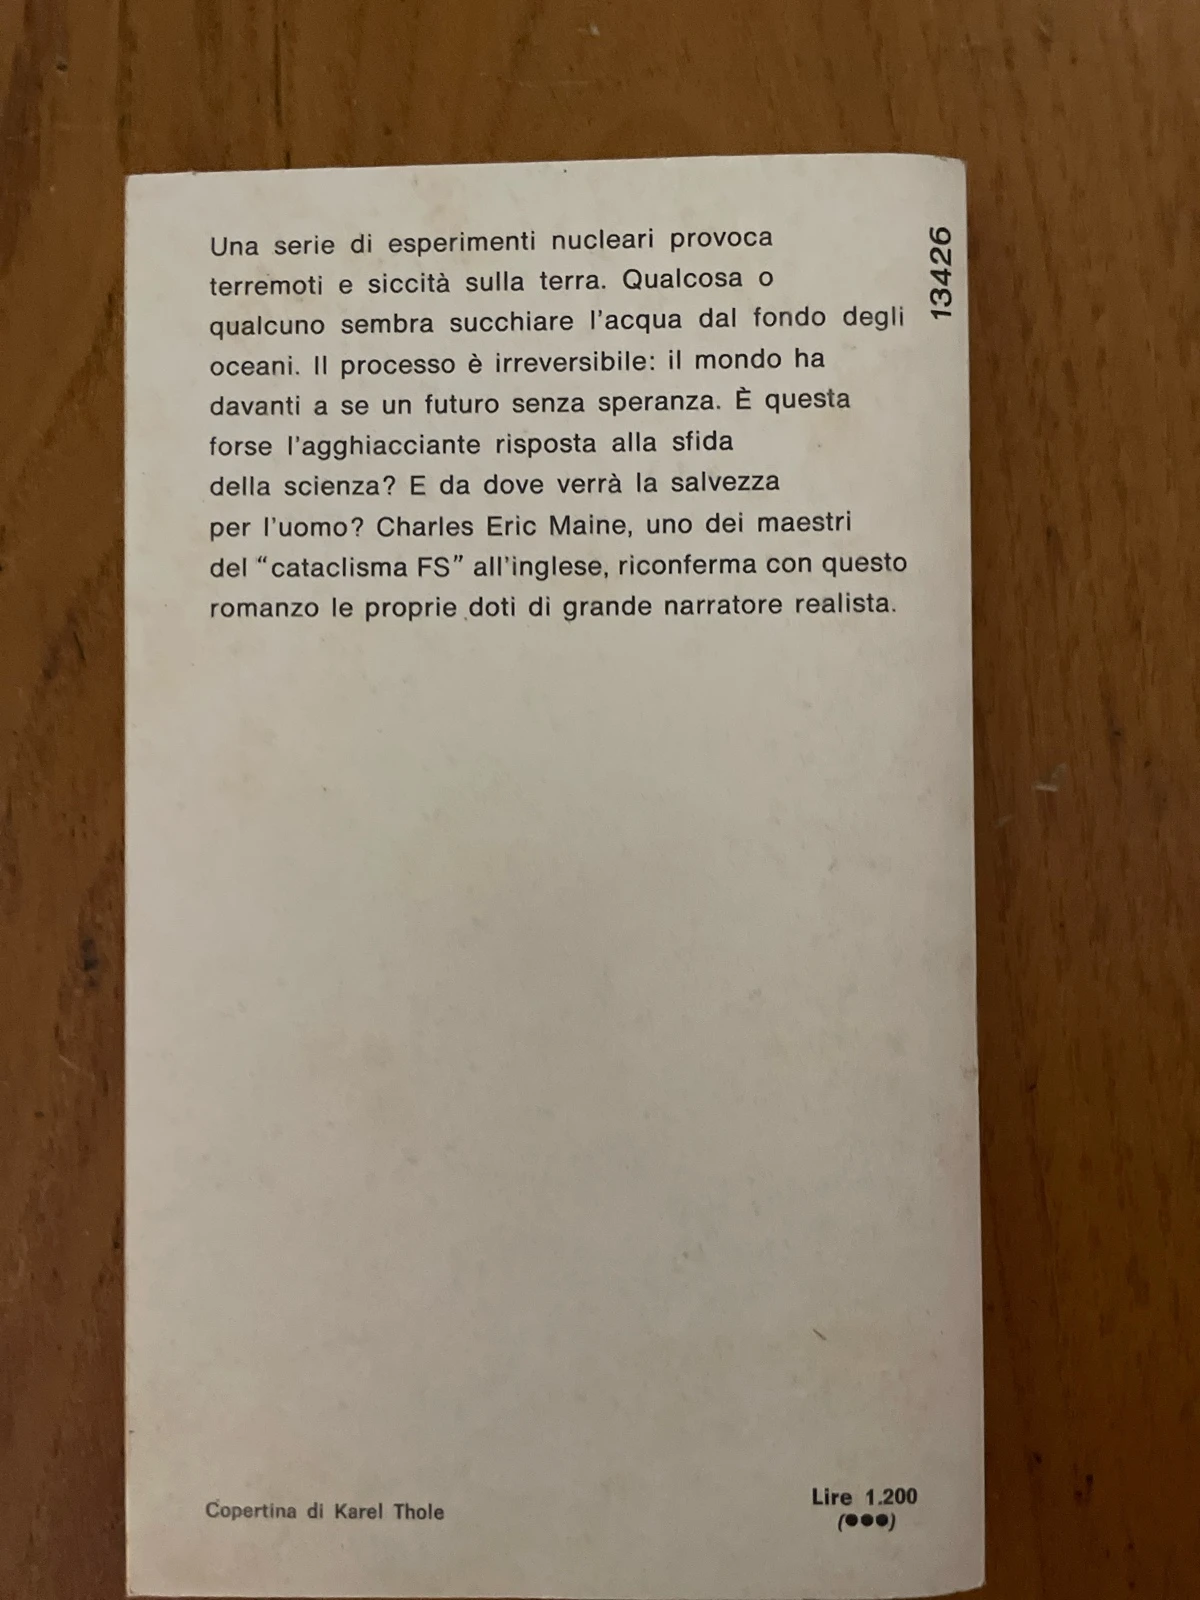 Una serie di esperimenti nucleari provoca
terremoti e siccità sulla terra. Qualcosa o
qualcuno sembra succhiare l'acqua dal fondo degli
oceani. Il processo è irreversibile: il mondo ha
davanti a se un futuro senza speranza. È questa
forse l'agghiacciante risposta alla sfida
della scienza? E da dove verrà la salvezza
per l'uomo? Charles Eric Maine, uno dei maestri
del “cataclisma FS” all'inglese, riconferma con questo
romanzo le proprie doti di grande narratore realista.
13426
Copertina di Karel Thole
Lire 1.200
(●●●)